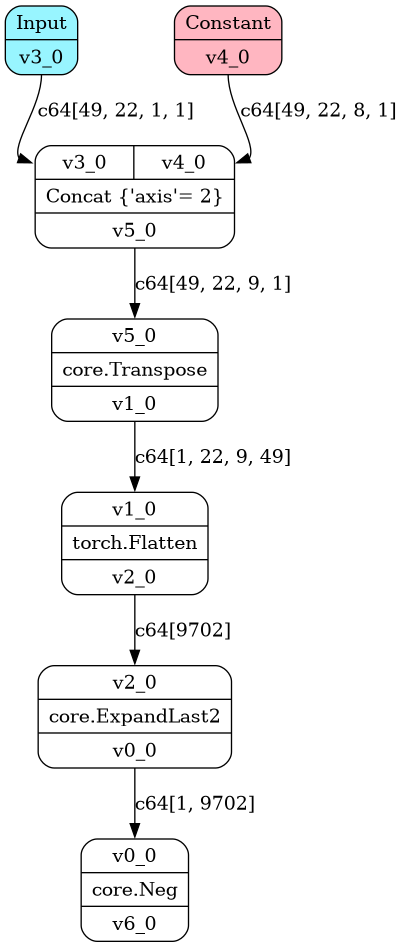 Input
v3_0
Constant
v4_0
c64[49, 22, 1, 1]
c64[49, 22, 8, 1]
v3_0
v4_0
Concat {'axis'= 2}
v5_0
c64[49, 22, 9, 1]
v5_0
core.Transpose
v1_0
c64[1, 22, 9, 49]
v1_0
torch.Flatten
v2_0
c64[9702]
v2_0
core.ExpandLast2
v0_0
c64[1, 9702]
v0_0
core.Neg
v6_0